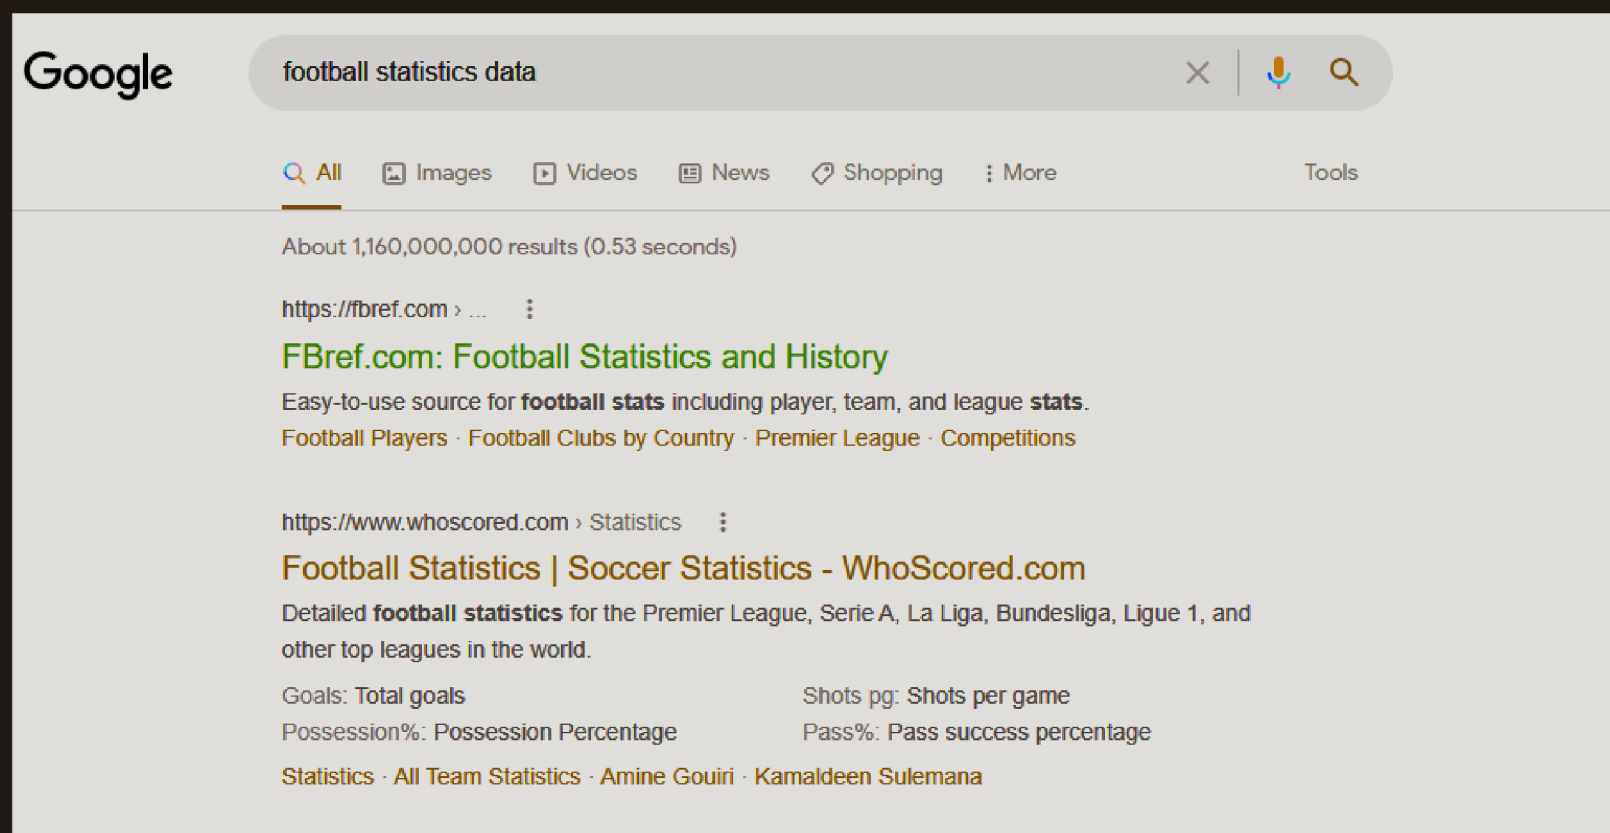 Google
football statistics data
All Images Videos News Shopping More Tools
About 1,160,000,000 results (0.53 seconds)
https://fbref.com › ...
FBref.com: Football Statistics and History
Easy-to-use source for football stats including player, team, and league stats.
Football Players · Football Clubs by Country · Premier League · Competitions
https://www.whoscored.com › Statistics
Football Statistics | Soccer Statistics - WhoScored.com
Detailed football statistics for the Premier League, Serie A, La Liga, Bundesliga, Ligue 1, and
other top leagues in the world.
Goals: Total goals Shots pg: Shots per game
Possession%: Possession Percentage Pass%: Pass success percentage
Statistics · All Team Statistics · Amine Gouiri · Kamaldeen Sulemana